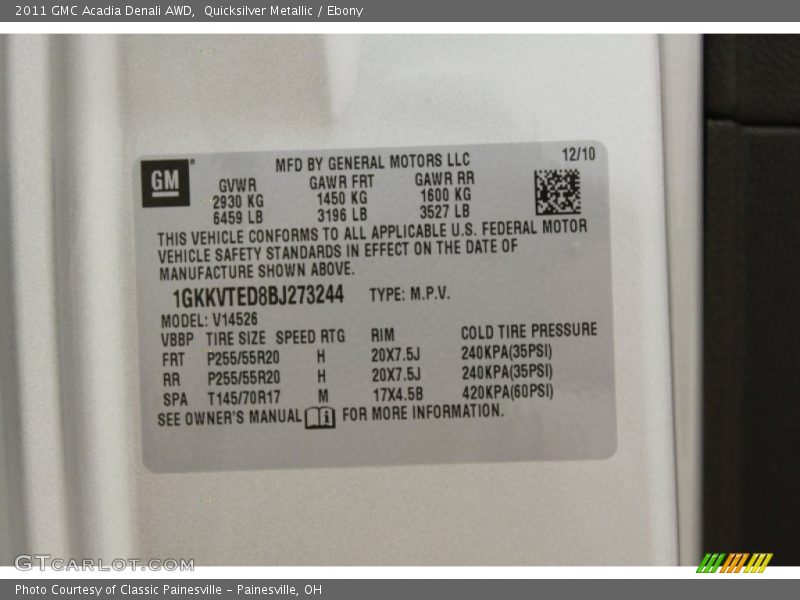 2011 GMC Acadia Denali AWD, Quicksilver Metallic / Ebony
GM
MFD BY GENERAL MOTORS LLC 12/10
GVWR GAWR FRT GAWR RR
2930 KG 1450 KG 1600 KG
6459 LB 3196 LB 3527 LB
THIS VEHICLE CONFORMS TO ALL APPLICABLE U.S. FEDERAL MOTOR
VEHICLE SAFETY STANDARDS IN EFFECT ON THE DATE OF
MANUFACTURE SHOWN ABOVE.
1GKKVTED8BJ273244 TYPE: M.P.V.
MODEL: V14526
VBBP TIRE SIZE SPEED RTG RIM COLD TIRE PRESSURE
FRT P255/55R20 H 20X7.5J 240KPA(35PSI)
RR P255/55R20 H 20X7.5J 240KPA(35PSI)
SPA T145/70R17 M 17X4.5B 420KPA(60PSI)
SEE OWNER'S MANUAL FOR MORE INFORMATION.
GTCARLOT.COM
Photo Courtesy of Classic Painesville - Painesville, OH